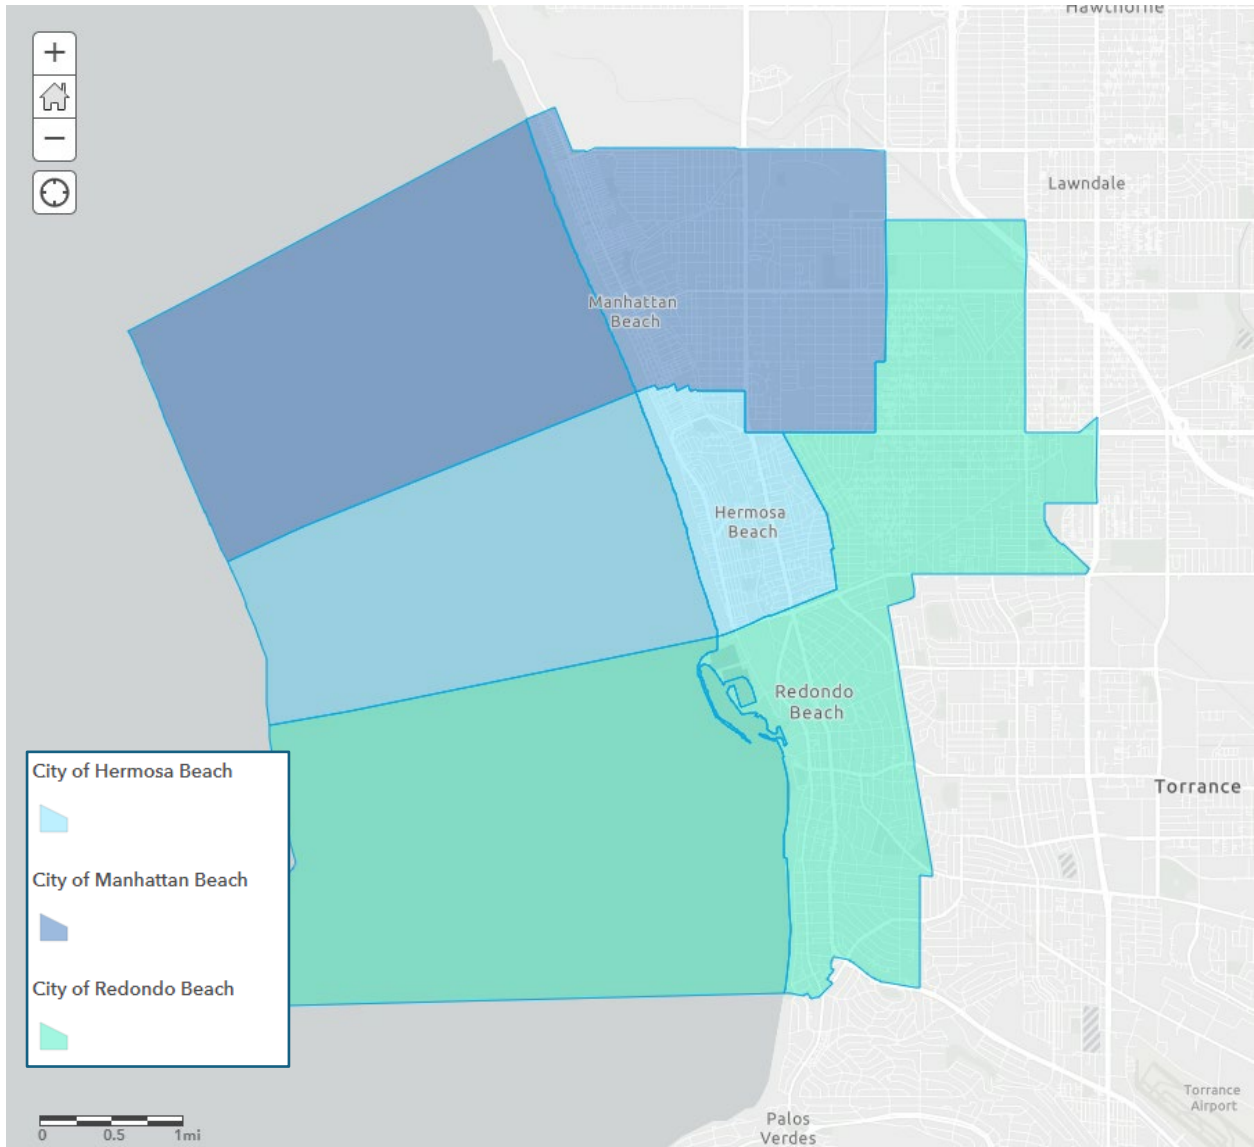 Hawthorne
+
−
Lawndale
Manhattan
Beach
Hermosa
Beach
Redondo
Beach
City of Hermosa Beach
City of Manhattan Beach
City of Redondo Beach
Torrance
Torrance
Airport
0 0.5 1mi
Palos
Verdes